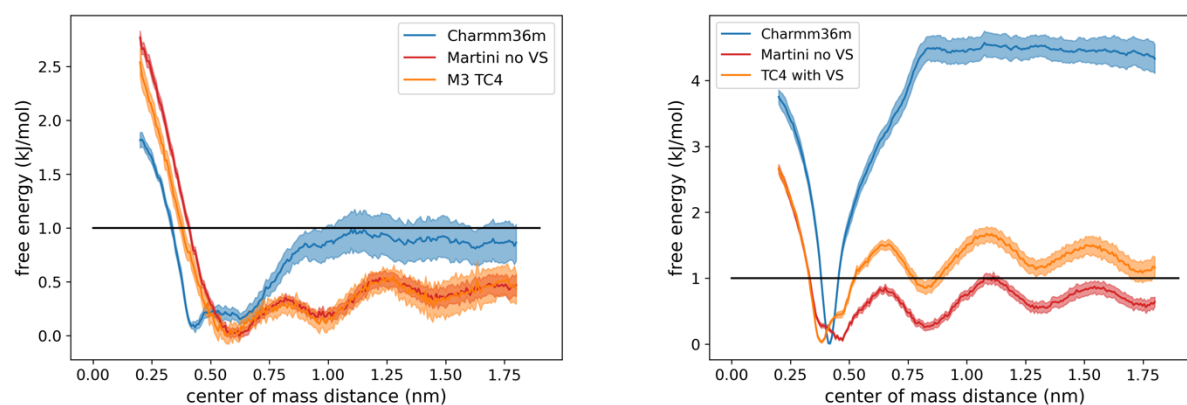 Charmm36m
Martini no VS
M3 TC4
free energy (kJ/mol)
2.5
2.0
1.5
1.0
0.5
0.0
0.00 0.25 0.50 0.75 1.00 1.25 1.50 1.75
center of mass distance (nm)
Charmm36m
Martini no VS
TC4 with VS
free energy (kJ/mol)
4
3
2
1
0
0.00 0.25 0.50 0.75 1.00 1.25 1.50 1.75
center of mass distance (nm)